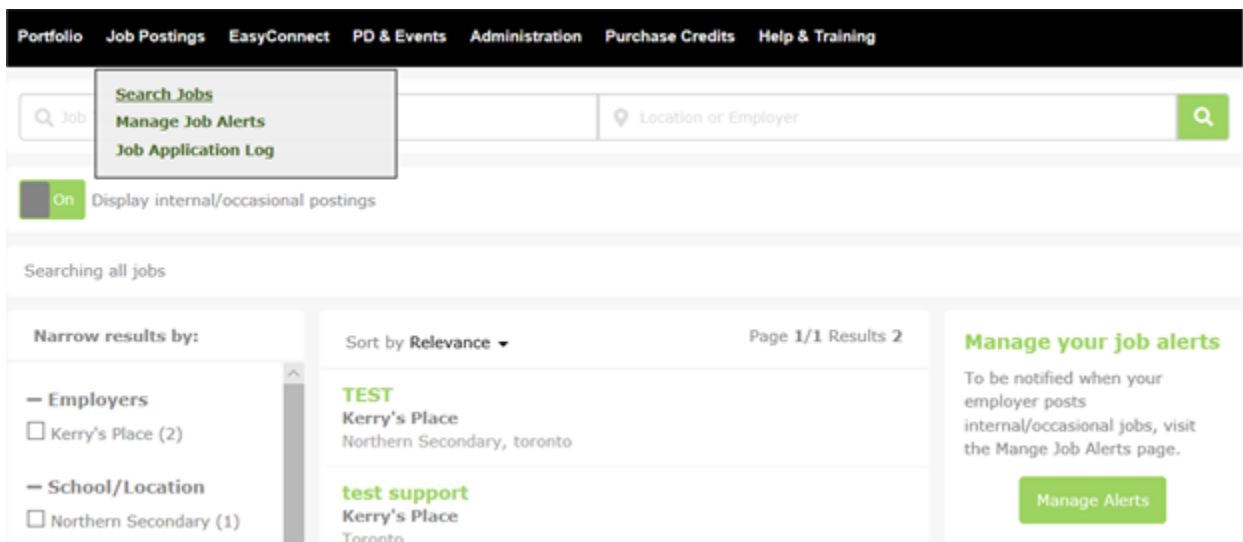 Portfolio Job Postings EasyConnect PD & Events Administration Purchase Credits Help & Training
Search Jobs
Manage Job Alerts
Job Application Log
Job
Location or Employer
On Display internal/occasional postings
Searching all jobs
Narrow results by:
— Employers
Kerry's Place (2)
— School/Location
Northern Secondary (1)
Sort by Relevance
Page 1/1 Results 2
TEST
Kerry's Place
Northern Secondary, toronto
test support
Kerry's Place
Toronto
Manage your job alerts
To be notified when your
employer posts
internal/occasional jobs, visit
the Mange Job Alerts page.
Manage Alerts